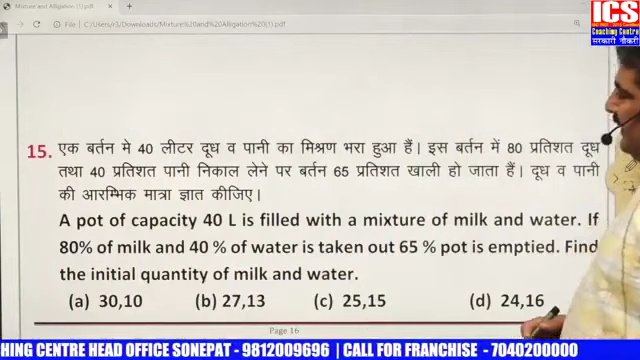 Mixture and Alligation (1).pdf
File | C:/Users/r3/Downloads/Mixture%20and%20Alligation%20(1).pdf
ICS
Coaching Centre
सरकारी नौकरी
15. एक बर्तन मे 40 लीटर दूध व पानी का मिश्रण भरा हुआ हैं। इस बर्तन में 80 प्रतिशत दूध
तथा 40 प्रतिशत पानी निकाल लेने पर बर्तन 65 प्रतिशत खाली हो जाता हैं। दूध व पानी
की आरम्भिक मात्रा ज्ञात कीजिए।
A pot of capacity 40 L is filled with a mixture of milk and water. If
80% of milk and 40 % of water is taken out 65 % pot is emptied. Find
the initial quantity of milk and water.
(a) 30,10 (b) 27,13 (c) 25,15 (d) 24,16
Page 16
HING CENTRE HEAD OFFICE SONEPAT - 9812009696 | CALL FOR FRANCHISE - 7040200000